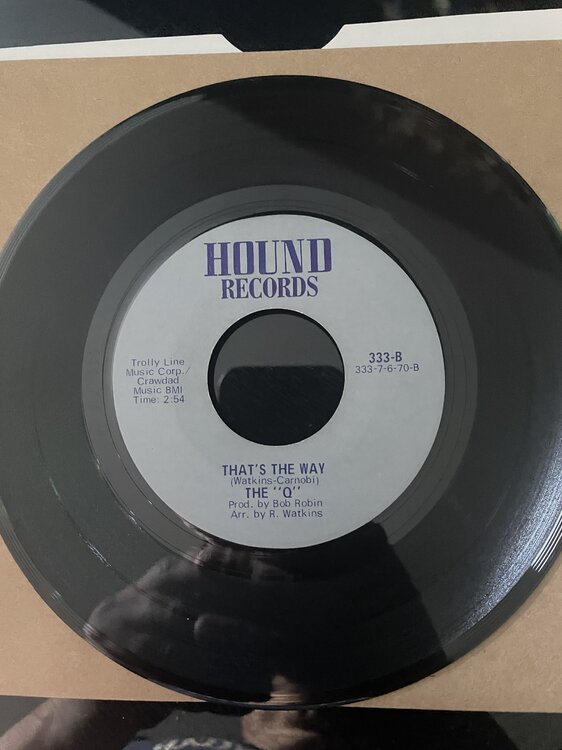 HOUND
RECORDS
Trolly Line
Music Corp./
Crawdad
Music BMI
Time: 2:54
333-B
333-7-6-70-B
THAT'S THE WAY
(Watkins-Carnobi)
THE "Q"
Prod. by Bob Robin
Arr. by R. Watkins